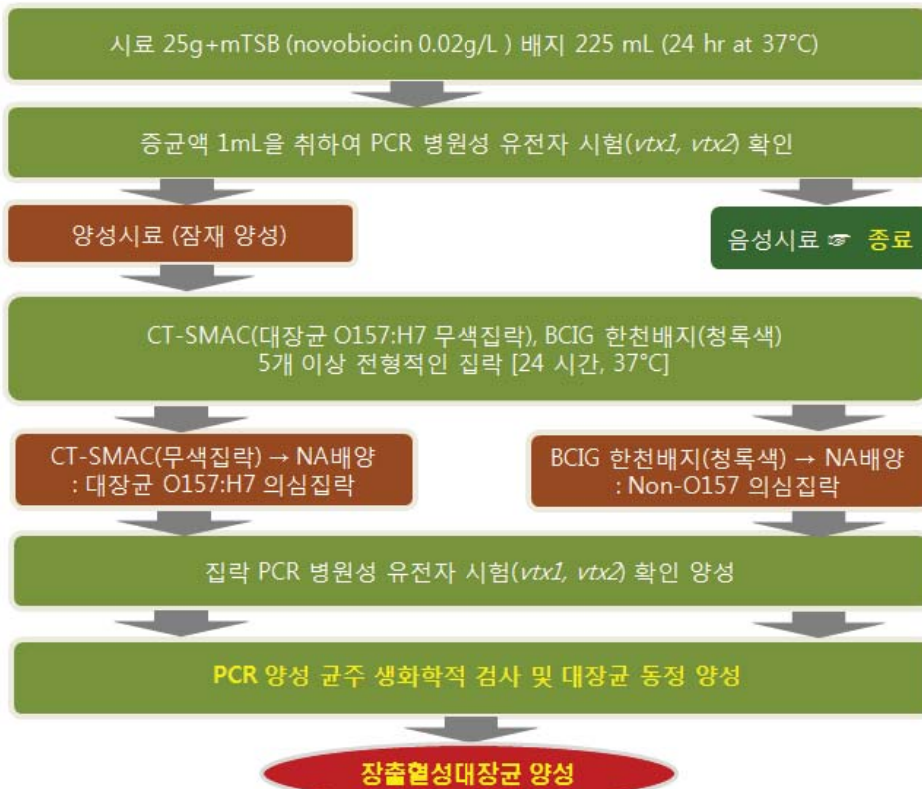 시료 25g+mTSB (novobiocin 0.02g/L ) 배지 225 mL (24 hr at 37°C)
증균액 1mL을 취하여 PCR 병원성 유전자 시험(vtx1, vtx2) 확인
양성시료 (잠재 양성)
음성시료 ☞ 종료
CT-SMAC(대장균 O157:H7 무색집락), BCIG 한천배지(청록색)
5개 이상 전형적인 집락 [24 시간, 37°C]
CT-SMAC(무색집락) → NA배양
: 대장균 O157:H7 의심집락
BCIG 한천배지(청록색) → NA배양
: Non-O157 의심집락
집락 PCR 병원성 유전자 시험(vtx1, vtx2) 확인 양성
PCR 양성 균주 생화학적 검사 및 대장균 동정 양성
장출혈성대장균 양성